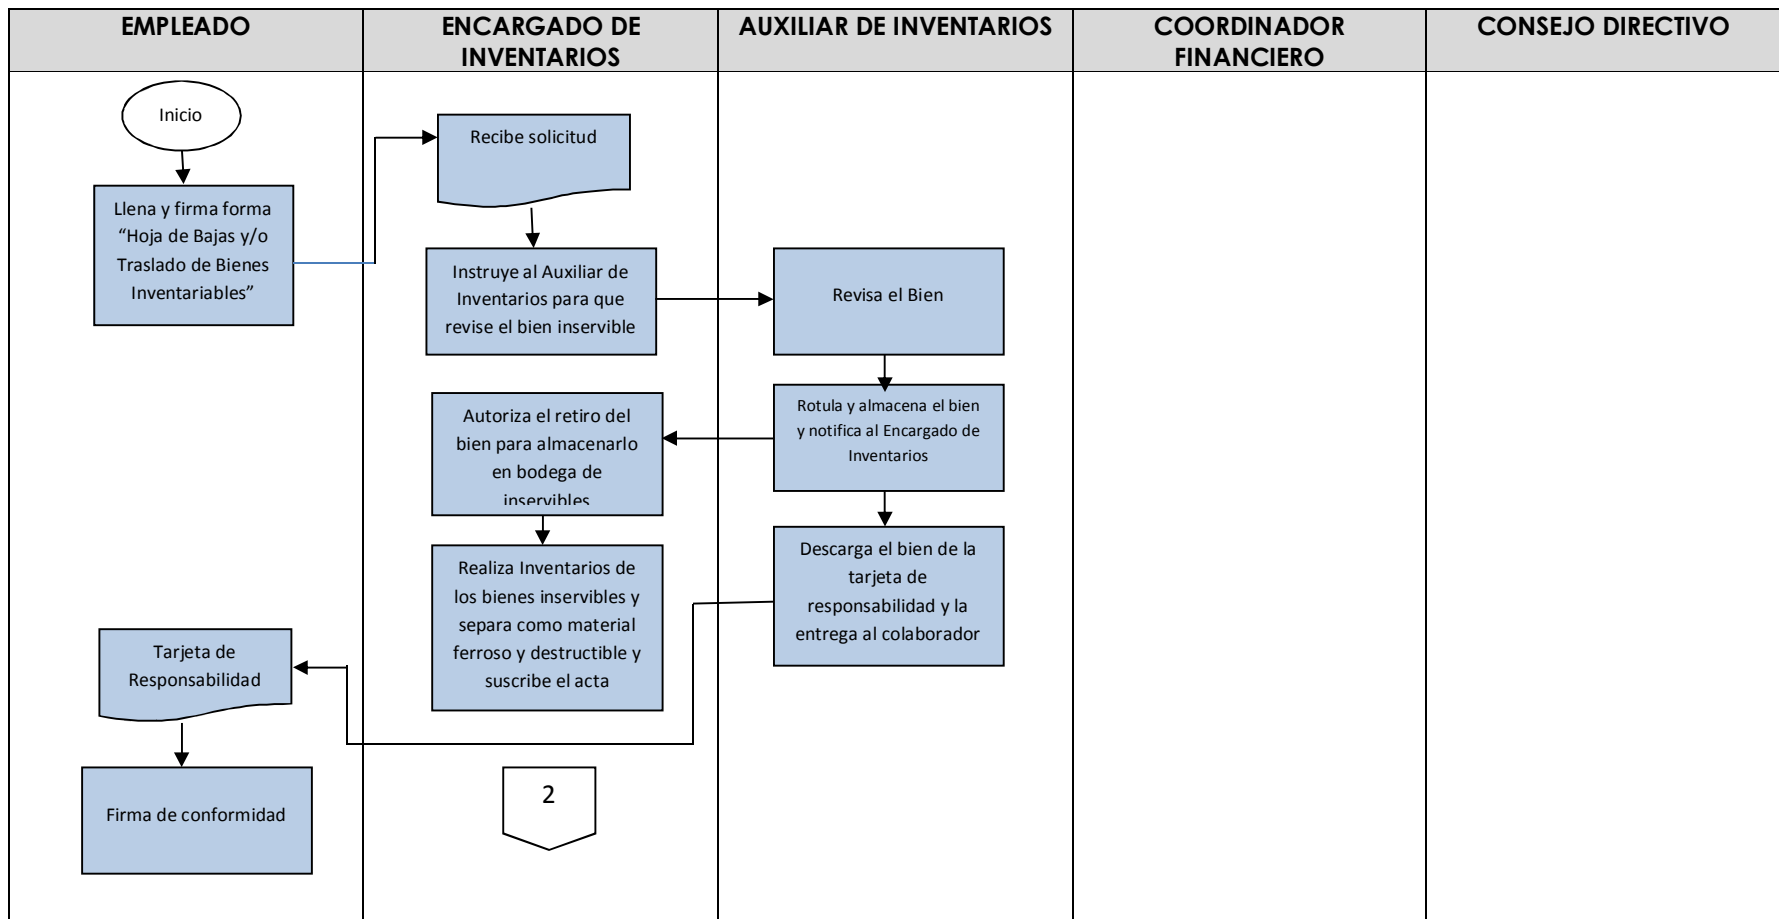 EMPLEADO
ENCARGADO DE
INVENTARIOS
AUXILIAR DE INVENTARIOS
COORDINADOR
FINANCIERO
CONSEJO DIRECTIVO
Inicio
Llena y firma forma
“Hoja de Bajas y/o
Traslado de Bienes
Inventariables”
Recibe solicitud
Instruye al Auxiliar de
Inventarios para que
revise el bien inservible
Revisa el Bien
Rotula y almacena el bien
y notifica al Encargado de
Inventarios
Autoriza el retiro del
bien para almacenarlo
en bodega de
inservibles
Realiza Inventarios de
los bienes inservibles y
separa como material
ferroso y destructible y
suscribe el acta
Descarga el bien de la
tarjeta de
responsabilidad y la
entrega al colaborador
Tarjeta de
Responsabilidad
Firma de conformidad
2